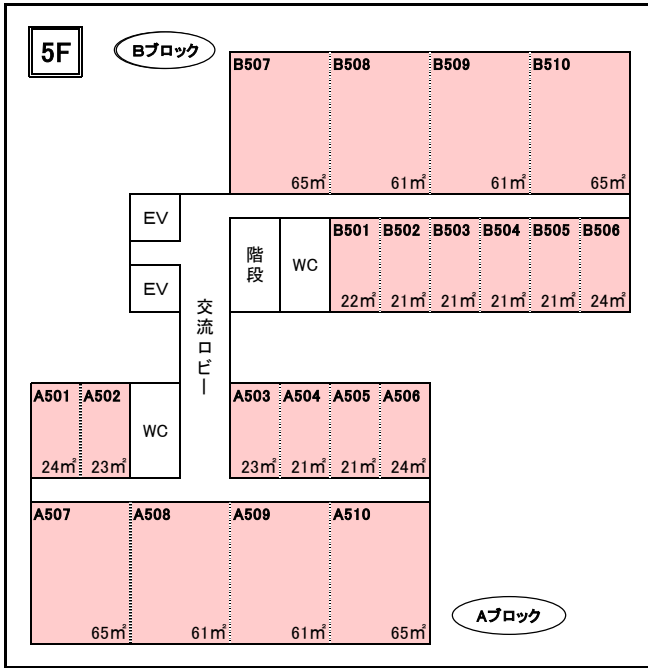 5F
Bブロック
B507
B508
B509
B510
65㎡
61㎡
61㎡
65㎡
EV
EV
階段
WC
B501
B502
B503
B504
B505
B506
22㎡
21㎡
21㎡
21㎡
21㎡
24㎡
交流ロビー
A501
A502
WC
A503
A504
A505
A506
24㎡
23㎡
23㎡
21㎡
21㎡
24㎡
A507
A508
A509
A510
65㎡
61㎡
61㎡
65㎡
Aブロック